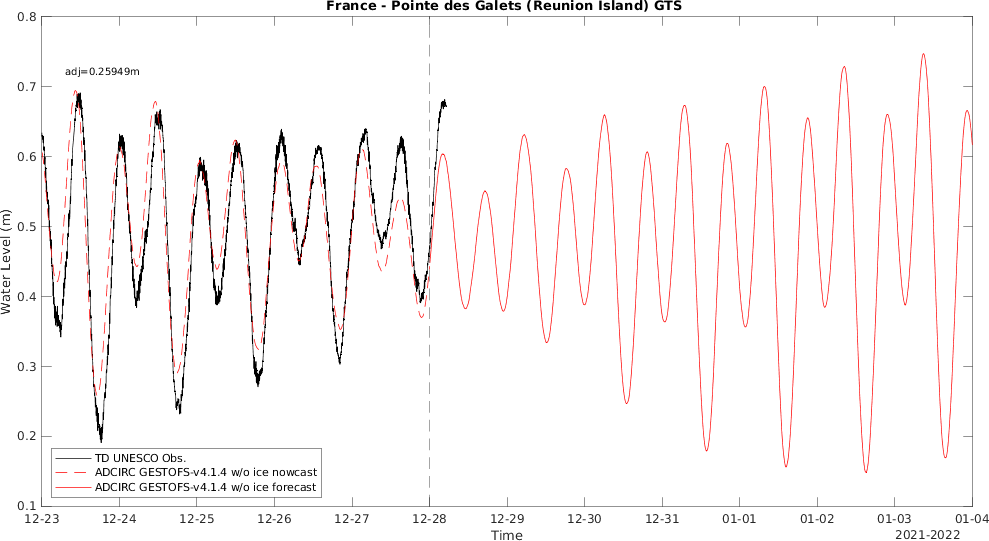 France - Pointe des Galets (Reunion Island) GTS
0.8
0.7
0.6
0.5
0.4
0.3
0.2
0.1
Water Level (m)
adj=0.25949m
TD UNESCO Obs.
ADCIRC GESTOFS-v4.1.4 w/o ice nowcast
ADCIRC GESTOFS-v4.1.4 w/o ice forecast
12-23 12-24 12-25 12-26 12-27 12-28 12-29 12-30 12-31 01-01 01-02 01-03 01-04
Time
2021-2022